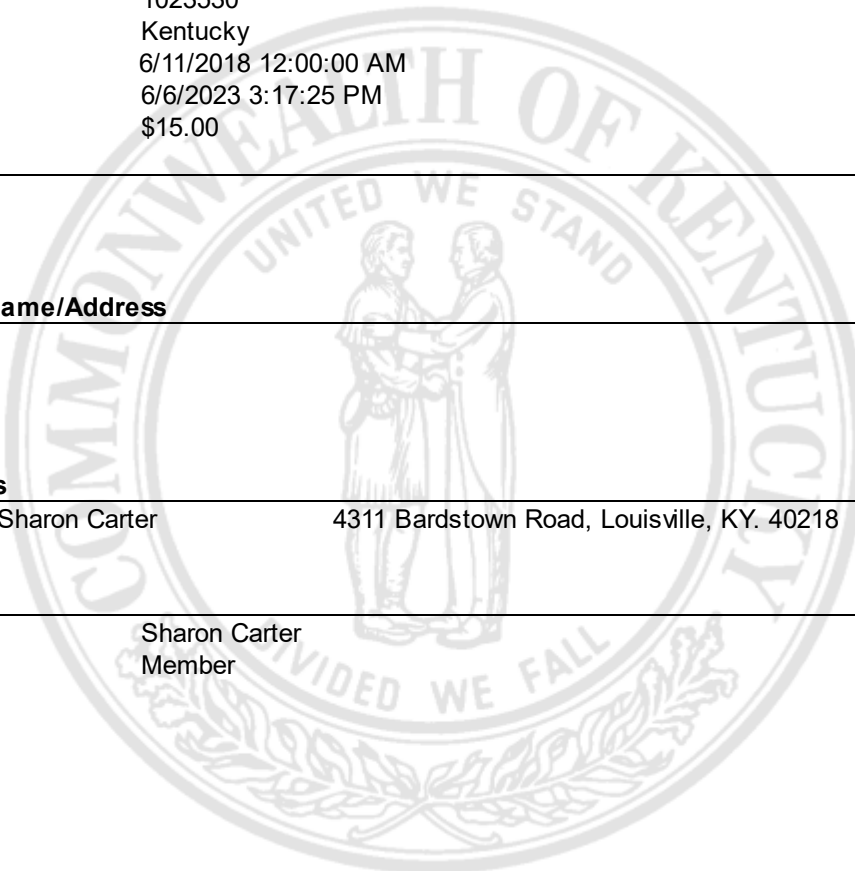 Kentucky
6/11/2018 12:00:00 AM
6/6/2023 3:17:25 PM
$15.00
COMMONWEALTH OF KENTUCKY
UNITED WE STAND
ame/Address
s
Sharon Carter 4311 Bardstown Road, Louisville, KY. 40218
Sharon Carter
Member
DIVIDED WE FALL